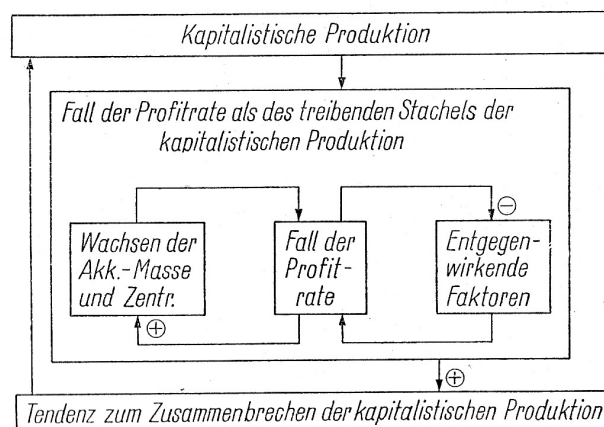 Kapitalistische Produktion
Fall der Profitrate als des treibenden Stachels der
kapitalistischen Produktion
Wachsen der
Akk.-Masse
und Zentr.
Fall der
Profit-
rate
Entgegen-
wirkende
Faktoren
⊖
⊕
⊕
Tendenz zum Zusammenbrechen der kapitalistischen Produktion